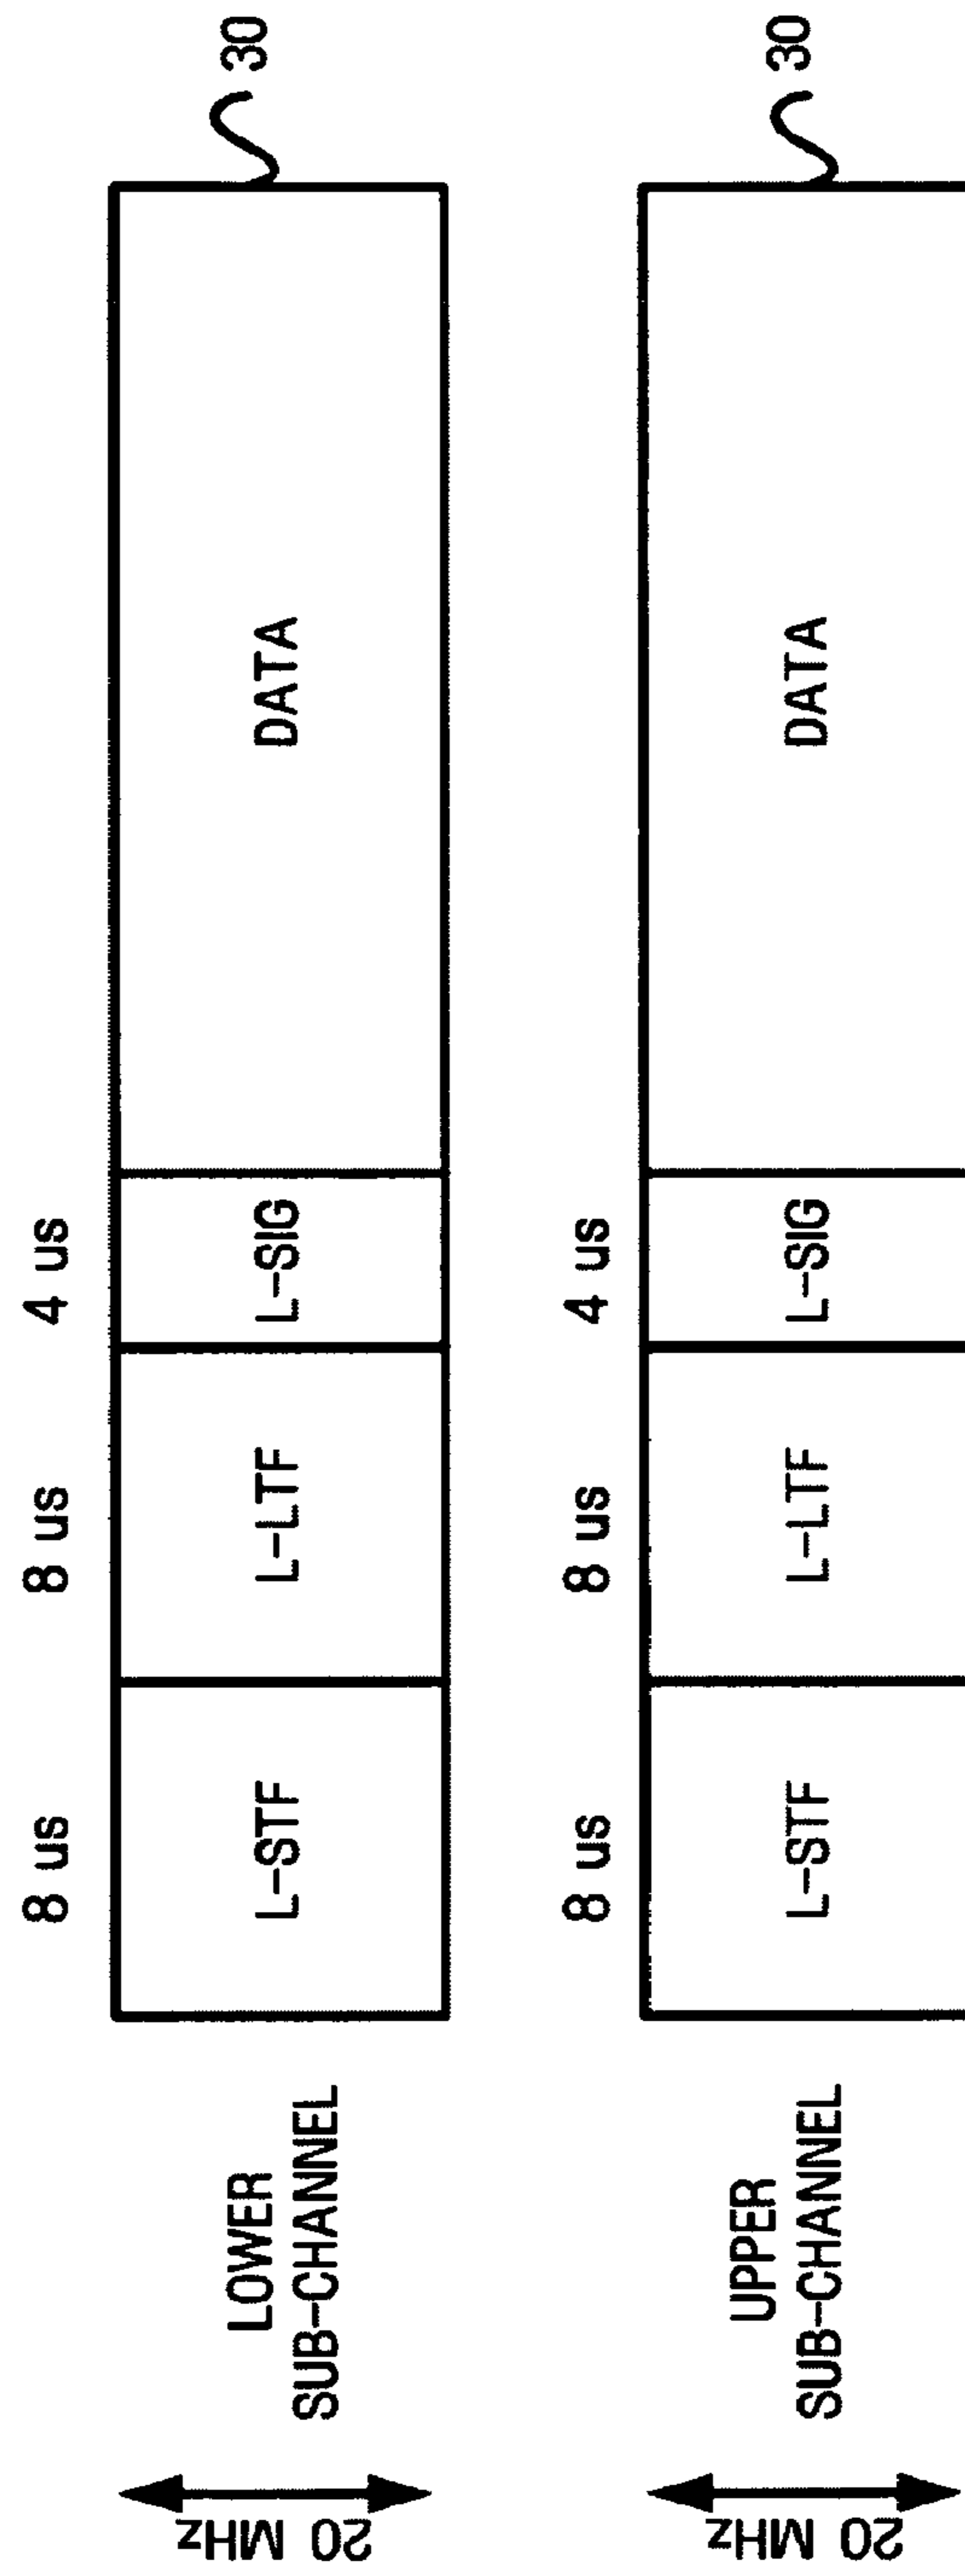 8 us
8 us
4 us
20 MHz
LOWER
SUB-CHANNEL
L-STF
L-LTF
L-SIG
DATA
30
8 us
8 us
4 us
20 MHz
UPPER
SUB-CHANNEL
L-STF
L-LTF
L-SIG
DATA
30